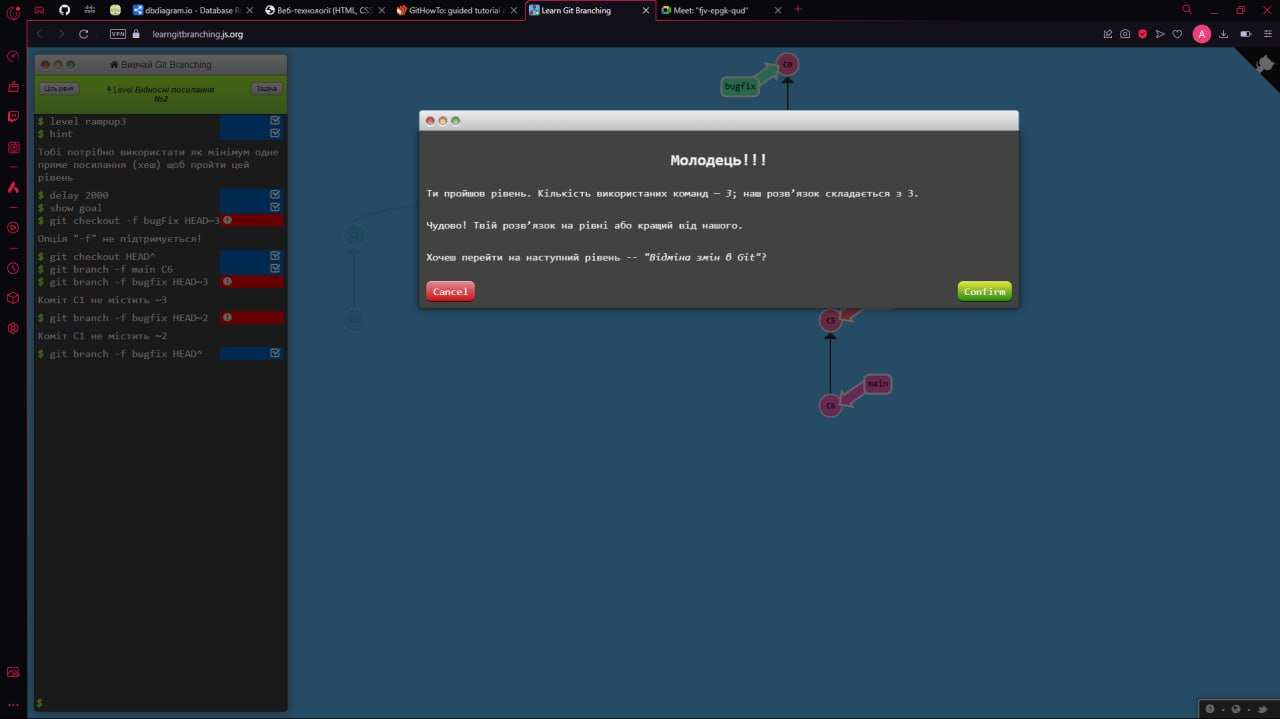 dbdiagram.io - Database R
Веб-технології (HTML, CSS
GitHowTo: guided tutorial
Learn Git Branching
Meet: "fjv-epgk-qud"
VPN
learngitbranching.js.org
A
Вивчай Git Branching
Ціль рівня
Level Відносні посилання №2
Задача
$ level rampup3
$ hint
Тобі потрібно використати як мінімум одне
пряме посилання (хеш) щоб пройти цей
рівень
$ delay 2000
$ show goal
$ git checkout -f bugFix HEAD~3
Опція "-f" не підтримується!
$ git checkout HEAD^
$ git branch -f main C6
$ git branch -f bugfix HEAD~3
Коміт C1 не містить ~3
$ git branch -f bugfix HEAD~2
Коміт C1 не містить ~2
$ git branch -f bugfix HEAD^
$
C0
bugfix
Молодець!!!
Ти пройшов рівень. Кількість використаних команд — 3; наш розв’язок складається з 3.
Чудово! Твій розв’язок на рівні або кращий від нашого.
Хочеш перейти на наступний рівень -- "Відміна змін в Git"?
Cancel
Confirm
C5
main
C6